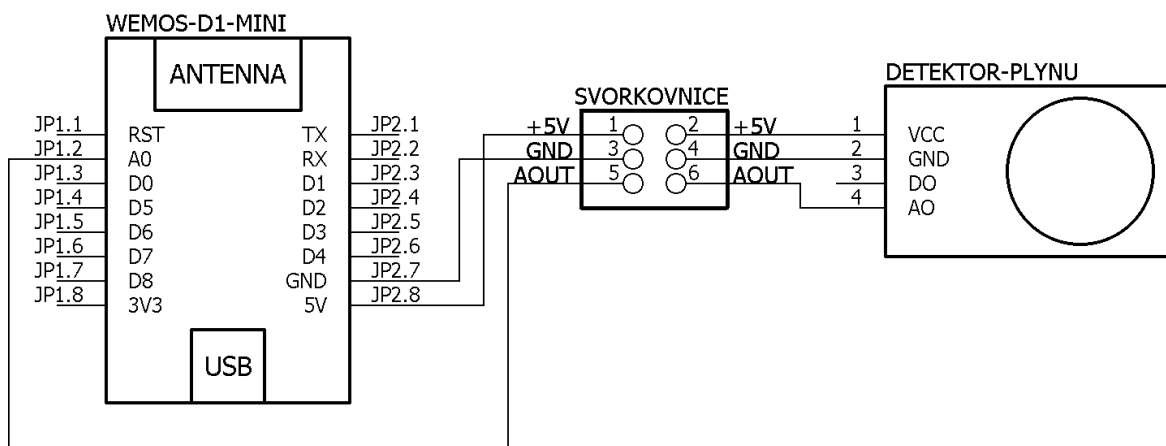 WEMOS-D1-MINI
ANTENNA
JP1.1 RST TX JP2.1
JP1.2 A0 RX JP2.2
JP1.3 D0 D1 JP2.3
JP1.4 D5 D2 JP2.4
JP1.5 D6 D3 JP2.5
JP1.6 D7 D4 JP2.6
JP1.7 D8 GND JP2.7
JP1.8 3V3 5V JP2.8
USB
SVORKOVNICE
+5V 1 2 +5V
GND 3 4 GND
AOUT 5 6 AOUT
DETEKTOR-PLYNU
1 VCC
2 GND
3 DO
4 AO